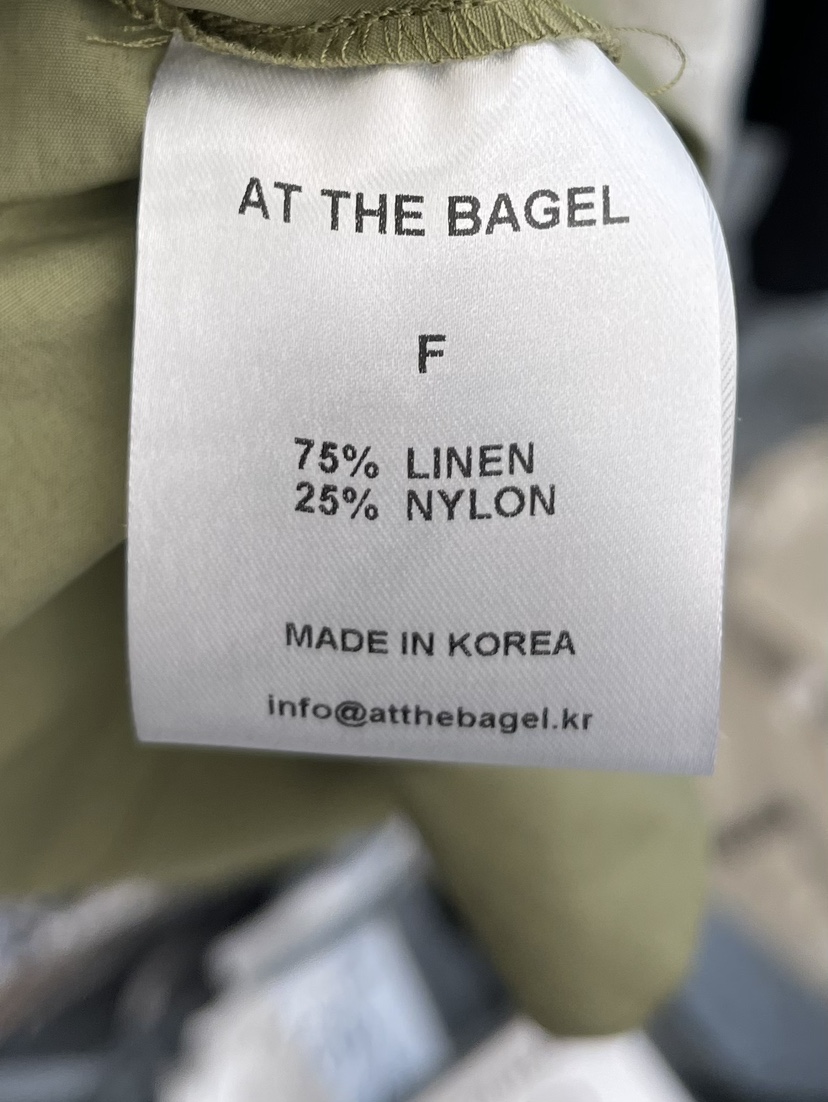 AT THE BAGEL
F
75% LINEN
25% NYLON
MADE IN KOREA
info@atthebagel.kr